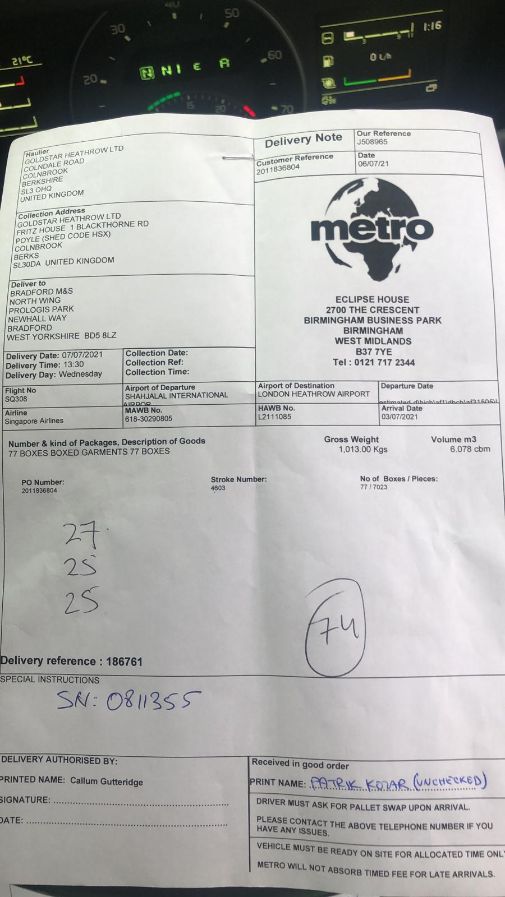 30
50
20
60
70
15
20
21°C
N N 1 E A
1:16
0 l/h
Haulier
GOLDSTAR HEATHROW LTD
COLNDALE ROAD
COLNBROOK
BERKSHIRE
SL3 0HQ
UNITED KINGDOM
Delivery Note
Our Reference
J508965
Customer Reference
2011836804
Date
06/07/21
Collection Address
GOLDSTAR HEATHROW LTD
FRITZ HOUSE 1 BLACKTHORNE RD
POYLE (SHED CODE HSX)
COLNBROOK
BERKS
SL30DA UNITED KINGDOM
metro
Deliver to
BRADFORD M&S
NORTH WING
PROLOGIS PARK
NEWHALL WAY
BRADFORD
WEST YORKSHIRE BD5 8LZ
ECLIPSE HOUSE
2700 THE CRESCENT
BIRMINGHAM BUSINESS PARK
BIRMINGHAM
WEST MIDLANDS
B37 7YE
Tel : 0121 717 2344
Delivery Date: 07/07/2021
Delivery Time: 13:30
Delivery Day: Wednesday
Collection Date:
Collection Ref:
Collection Time:
Flight No
SQ308
Airport of Departure
SHAHJALAL INTERNATIONAL
Airport of Destination
LONDON HEATHROW AIRPORT
Departure Date
Airline
Singapore Airlines
MAWB No.
618-30290805
HAWB No.
L2111085
Arrival Date
03/07/2021
Number & kind of Packages, Description of Goods
77 BOXES BOXED GARMENTS 77 BOXES
Gross Weight
1,013.00 Kgs
Volume m3
6.078 cbm
PO Number:
2011836804
Stroke Number:
4603
No of Boxes / Pieces:
77 / 7023
27
25
25
74
Delivery reference : 186761
SPECIAL INSTRUCTIONS
SN: 0811355
DELIVERY AUTHORISED BY:
PRINTED NAME: Callum Gutteridge
SIGNATURE:
DATE:
Received in good order
PRINT NAME: PATRIK KOZAR (UNCHECKED)
DRIVER MUST ASK FOR PALLET SWAP UPON ARRIVAL.
PLEASE CONTACT THE ABOVE TELEPHONE NUMBER IF YOU
HAVE ANY ISSUES.
VEHICLE MUST BE READY ON SITE FOR ALLOCATED TIME ONL
METRO WILL NOT ABSORB TIMED FEE FOR LATE ARRIVALS.